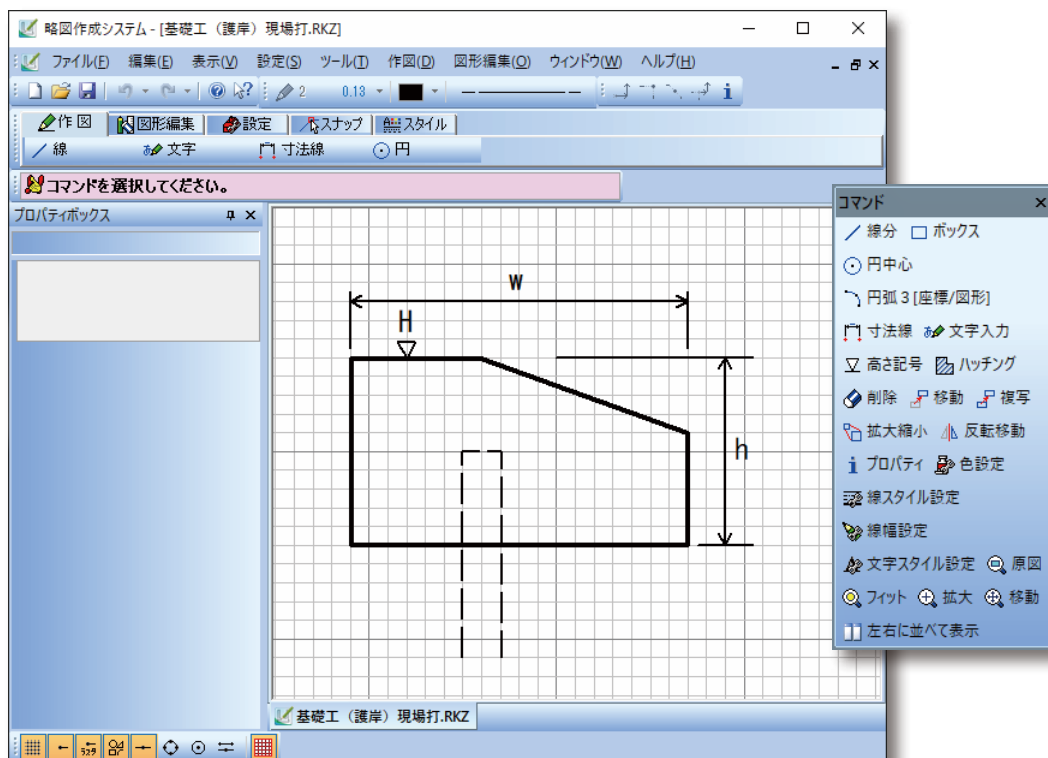 略図作成システム - [基礎工（護岸）現場打.RKZ]
ファイル(F) 編集(E) 表示(V) 設定(S) ツール(T) 作図(D) 図形編集(O) ウィンドウ(W) ヘルプ(H)
2 0.13
作図 図形編集 設定 スナップ スタイル
線 文字 寸法線 円
コマンドを選択してください。
プロパティボックス
W
H
h
基礎工（護岸）現場打.RKZ
コマンド
線分 ボックス
円中心
円弧３[座標/図形]
寸法線 文字入力
高さ記号 ハッチング
削除 移動 複写
拡大縮小 反転移動
プロパティ 色設定
線スタイル設定
線幅設定
文字スタイル設定 原図
フィット 拡大 移動
左右に並べて表示